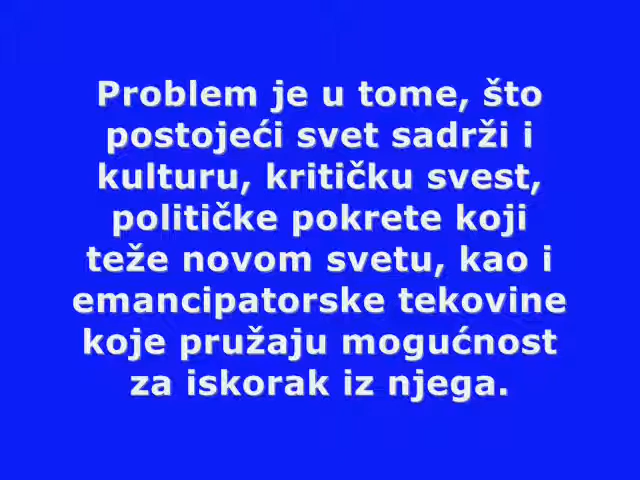 Problem je u tome, što
postojeći svet sadrži i
kulturu, kritičku svest,
političke pokrete koji
teže novom svetu, kao i
emancipatorske tekovine
koje pružaju mogućnost
za iskorak iz njega.